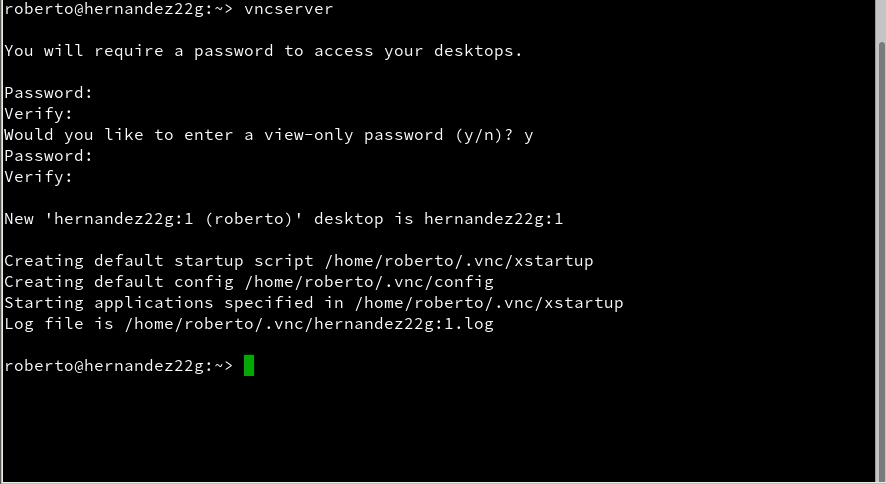 roberto@hernandez22g:~> vncserver
You will require a password to access your desktops.
Password:
Verify:
Would you like to enter a view-only password (y/n)? y
Password:
Verify:
New 'hernandez22g:1 (roberto)' desktop is hernandez22g:1
Creating default startup script /home/roberto/.vnc/xstartup
Creating default config /home/roberto/.vnc/config
Starting applications specified in /home/roberto/.vnc/xstartup
Log file is /home/roberto/.vnc/hernandez22g:1.log
roberto@hernandez22g:~>